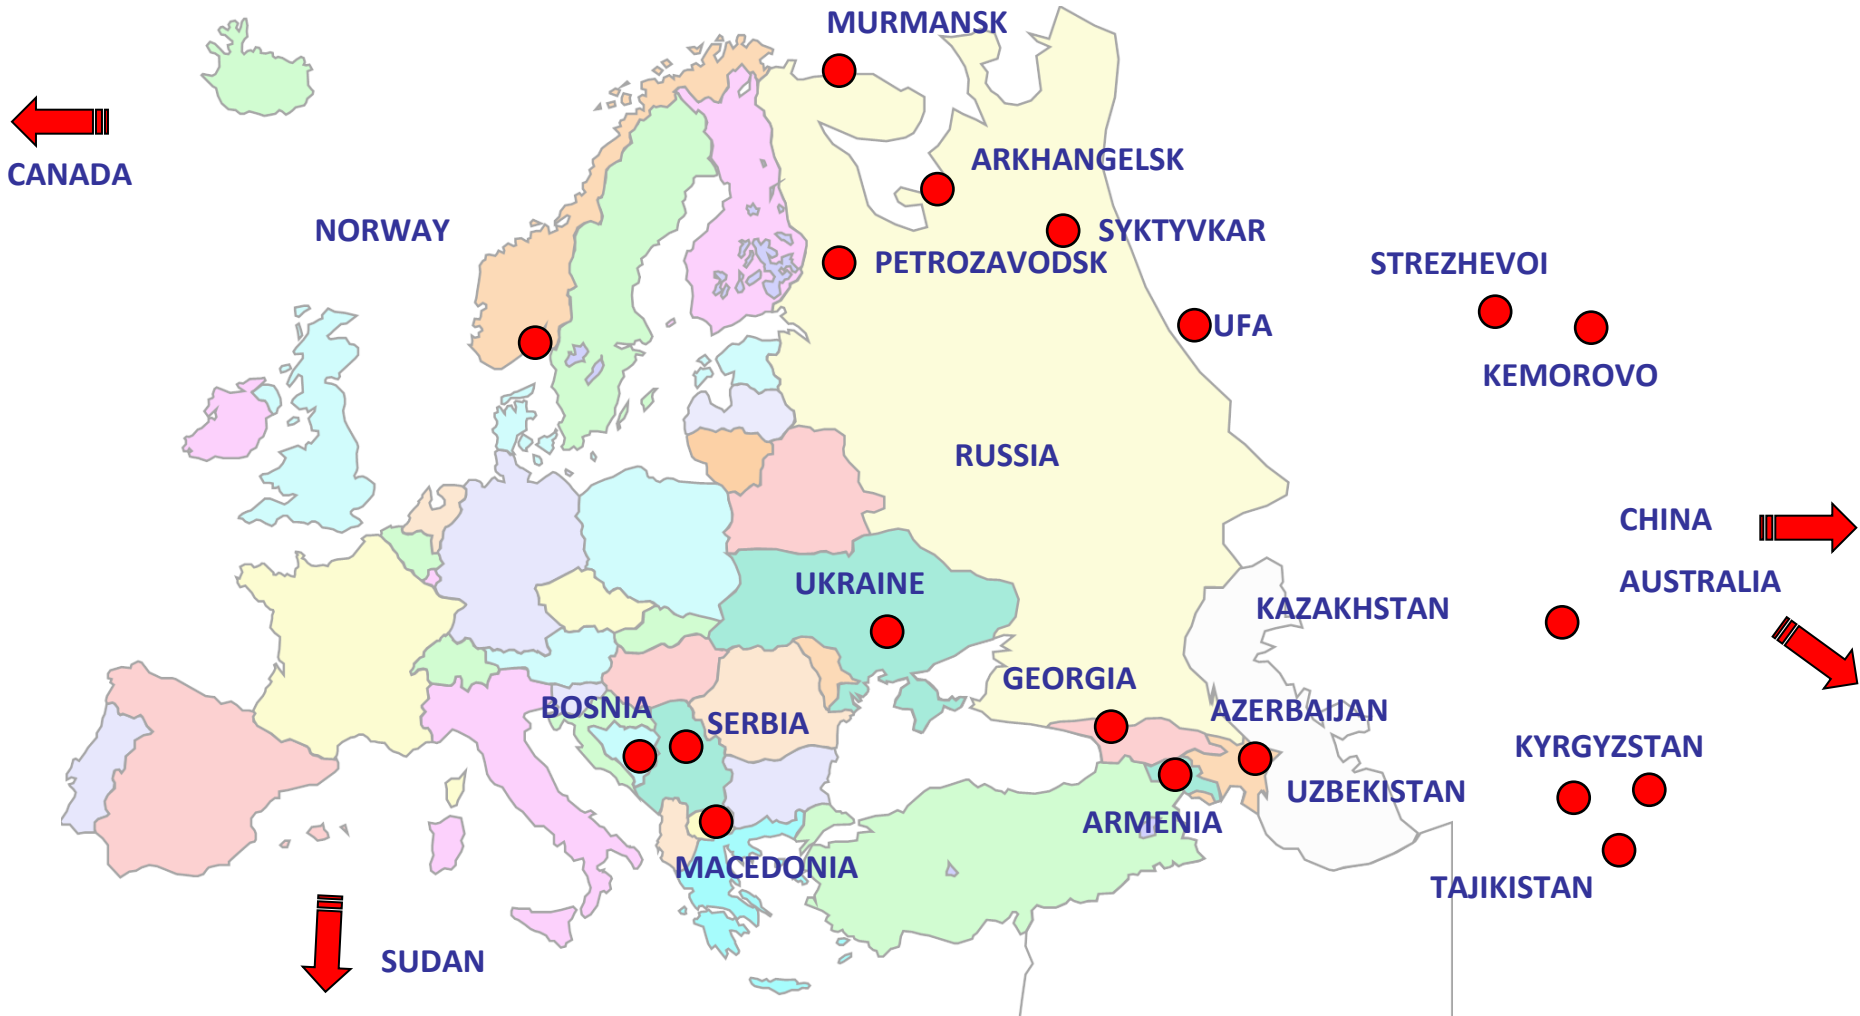 MURMANSK
ARKHANGELSK
CANADA
NORWAY
SYKTYVKAR
PETROZAVODSK
STREZHEVOI
UFA
KEMOROVO
RUSSIA
CHINA
UKRAINE
AUSTRALIA
KAZAKHSTAN
GEORGIA
BOSNIA
AZERBAIJAN
SERBIA
KYRGYZSTAN
UZBEKISTAN
ARMENIA
MACEDONIA
TAJIKISTAN
SUDAN